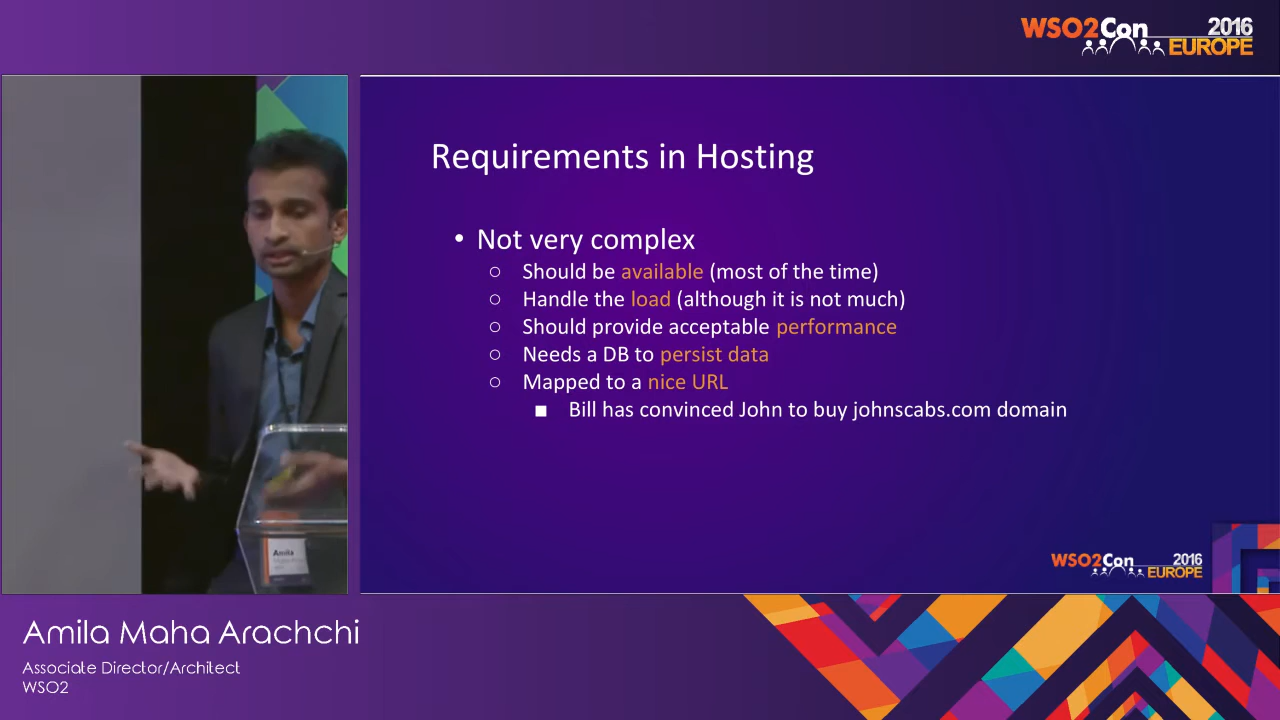 WSO2Con 2016
EUROPE
Requirements in Hosting
• Not very complex
○ Should be available (most of the time)
○ Handle the load (although it is not much)
○ Should provide acceptable performance
○ Needs a DB to persist data
○ Mapped to a nice URL
■ Bill has convinced John to buy johnscabs.com domain
Amila
WSO2Con 2016
EUROPE
Amila Maha Arachchi
Associate Director/Architect
WSO2